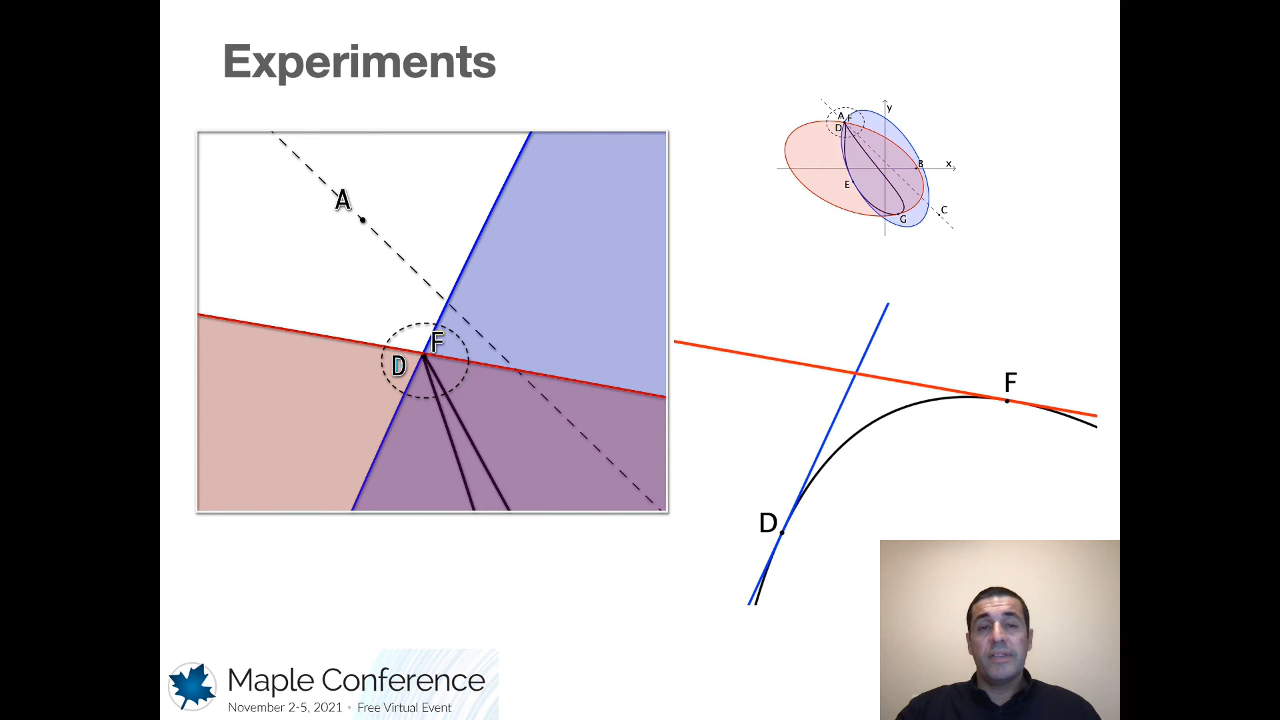 Experiments
A
F
D
y
A
F
D
B
x
E
C
G
F
D
Maple Conference
November 2-5, 2021 • Free Virtual Event